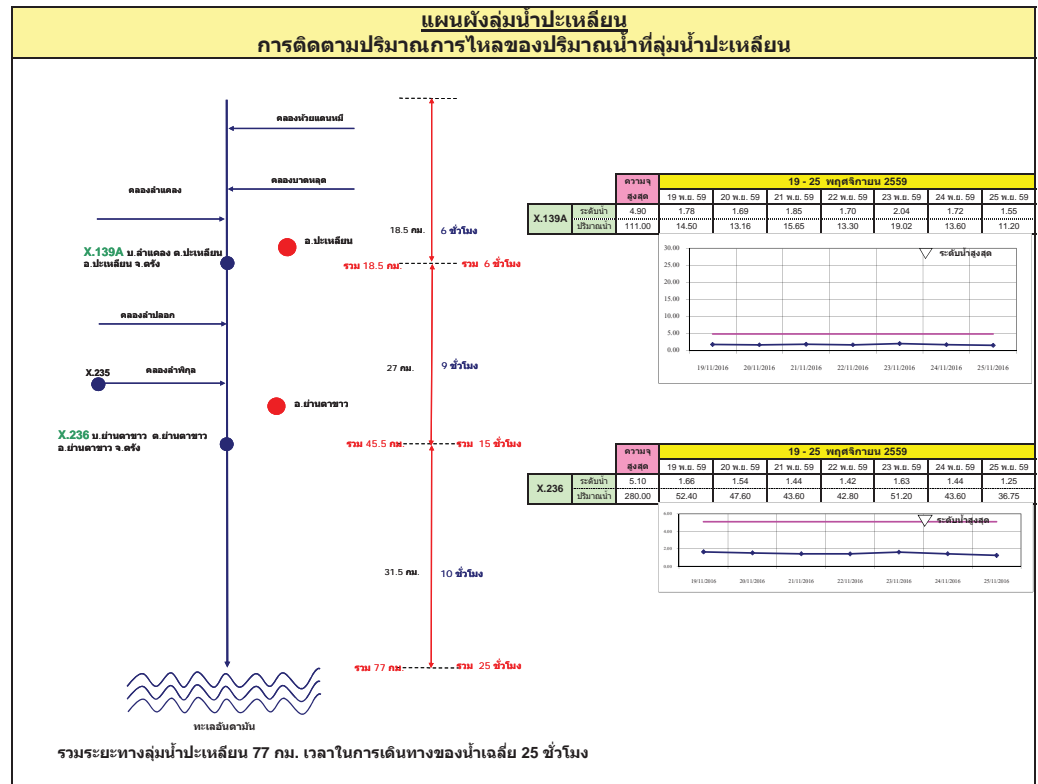 แผนผังลุ่มน้ำปะเหลียน
การติดตามปริมาณการไหลของปริมาณน้ำที่ลุ่มน้ำปะเหลียน
คลองห้วยแดนหมี
คลองบาตหลุด
คลองลำแคลง
18.5 กม. 6 ชั่วโมง
อ.ปะเหลียน
X.139A บ.ลำแคลง ต.ปะเหลียน
อ.ปะเหลียน จ.ตรัง
รวม 18.5 กม. รวม 6 ชั่วโมง
คลองลำปลอก
27 กม. 9 ชั่วโมง
X.235 คลองลำพิกุล
อ.ย่านตาขาว
X.236 บ.ย่านตาขาว ต.ย่านตาขาว
อ.ย่านตาขาว จ.ตรัง
รวม 45.5 กม. รวม 15 ชั่วโมง
31.5 กม. 10 ชั่วโมง
รวม 77 กม. รวม 25 ชั่วโมง
ทะเลอันดามัน
รวมระยะทางลุ่มน้ำปะเหลียน 77 กม. เวลาในการเดินทางของน้ำเฉลี่ย 25 ชั่วโมง
ความจุ 19 - 25 พฤศจิกายน 2559
สูงสุด 19 พ.ย. 59 20 พ.ย. 59 21 พ.ย. 59 22 พ.ย. 59 23 พ.ย. 59 24 พ.ย. 59 25 พ.ย. 59
X.139A ระดับน้ำ 4.90 1.78 1.69 1.85 1.70 2.04 1.72 1.55
ปริมาณน้ำ 111.00 14.50 13.16 15.65 13.30 19.02 13.60 11.20
ระดับน้ำสูงสุด
30.00
25.00
20.00
15.00
10.00
5.00
0.00
19/11/2016 20/11/2016 21/11/2016 22/11/2016 23/11/2016 24/11/2016 25/11/2016
ความจุ 19 - 25 พฤศจิกายน 2559
สูงสุด 19 พ.ย. 59 20 พ.ย. 59 21 พ.ย. 59 22 พ.ย. 59 23 พ.ย. 59 24 พ.ย. 59 25 พ.ย. 59
X.236 ระดับน้ำ 5.10 1.66 1.54 1.44 1.42 1.63 1.44 1.25
ปริมาณน้ำ 280.00 52.40 47.60 43.60 42.80 51.20 43.60 36.75
ระดับน้ำสูงสุด
6.00
4.00
2.00
0.00
19/11/2016 20/11/2016 21/11/2016 22/11/2016 23/11/2016 24/11/2016 25/11/2016